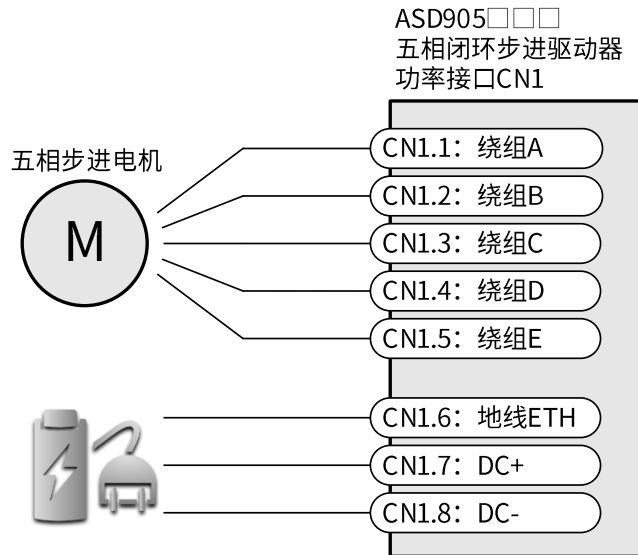 ASD905□□□
五相闭环步进驱动器
功率接口CN1
五相步进电机
M
CN1.1：绕组A
CN1.2：绕组B
CN1.3：绕组C
CN1.4：绕组D
CN1.5：绕组E
CN1.6：地线ETH
CN1.7：DC+
CN1.8：DC-